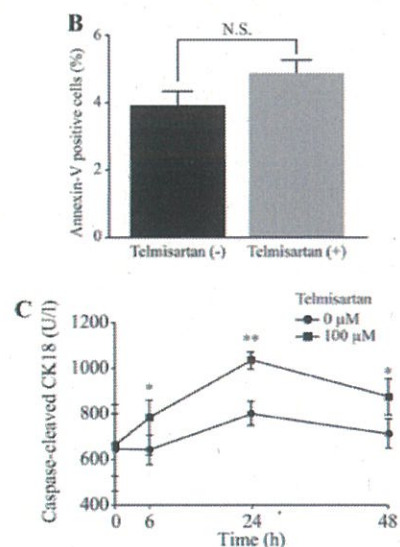 B
Annexin-V positive cells (%)
6
4
2
0
N.S.
Telmisartan (-) Telmisartan (+)
C
Caspase-cleaved CK18 (U/l)
Telmisartan
0 μM
100 μM
1200
1000
800
600
400
*
**
*
0 6 24 48
Time (h)